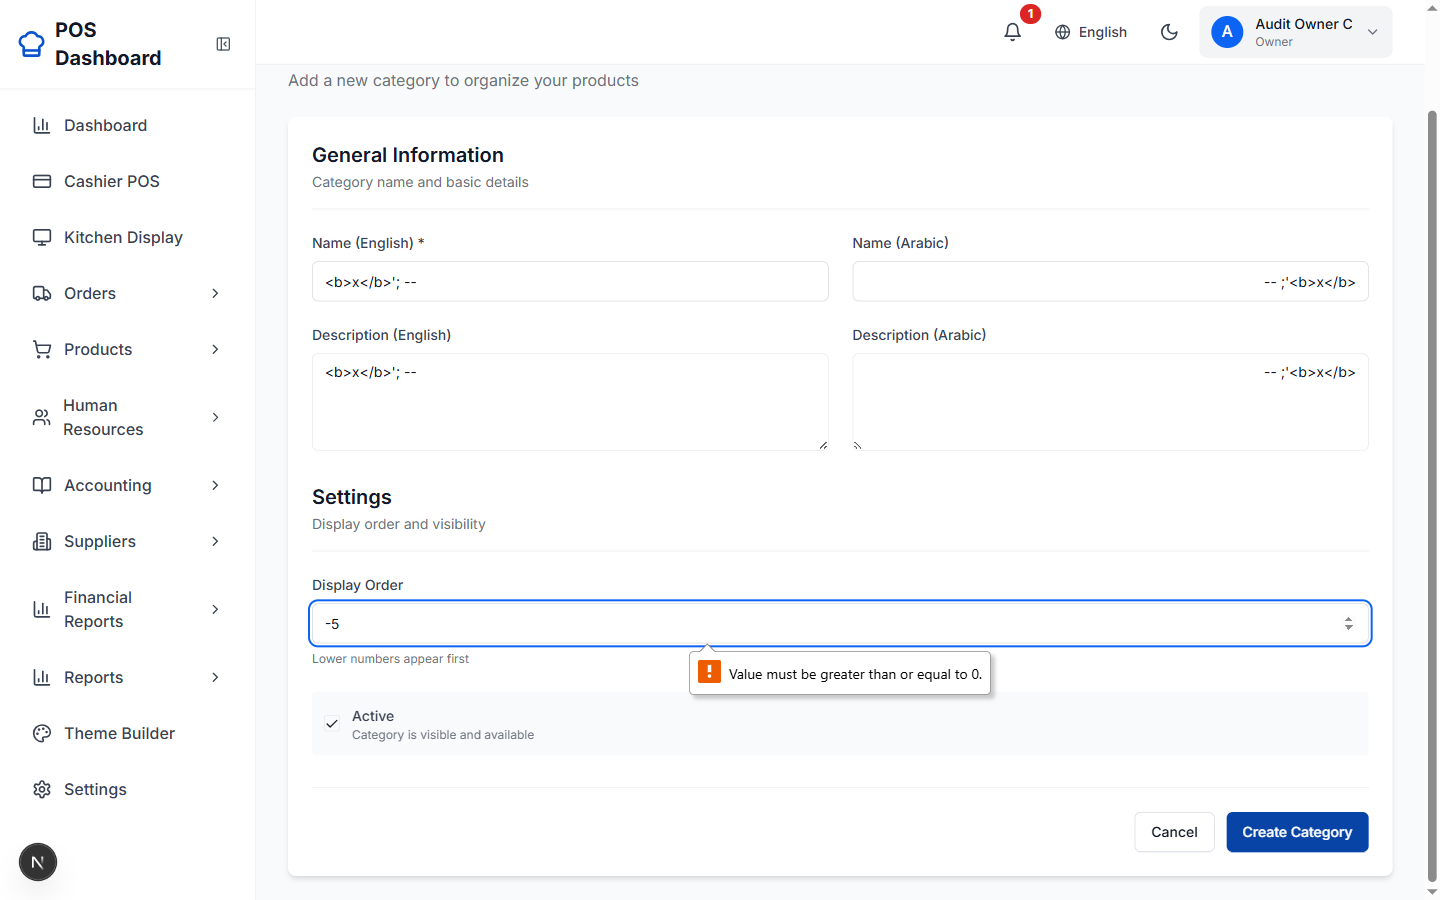 POS
Dashboard
1
English
A
Audit Owner C
Owner
Dashboard
Cashier POS
Kitchen Display
Orders
Products
Human
Resources
Accounting
Suppliers
Financial
Reports
Reports
Theme Builder
Settings
N
Add a new category to organize your products
General Information
Category name and basic details
Name (English) *
Name (Arabic)
<b>x</b>'; --
-- ;'<b>x</b>
Description (English)
Description (Arabic)
<b>x</b>'; --
-- ;'<b>x</b>
Settings
Display order and visibility
Display Order
-5
Lower numbers appear first
Value must be greater than or equal to 0.
Active
Category is visible and available
Cancel
Create Category